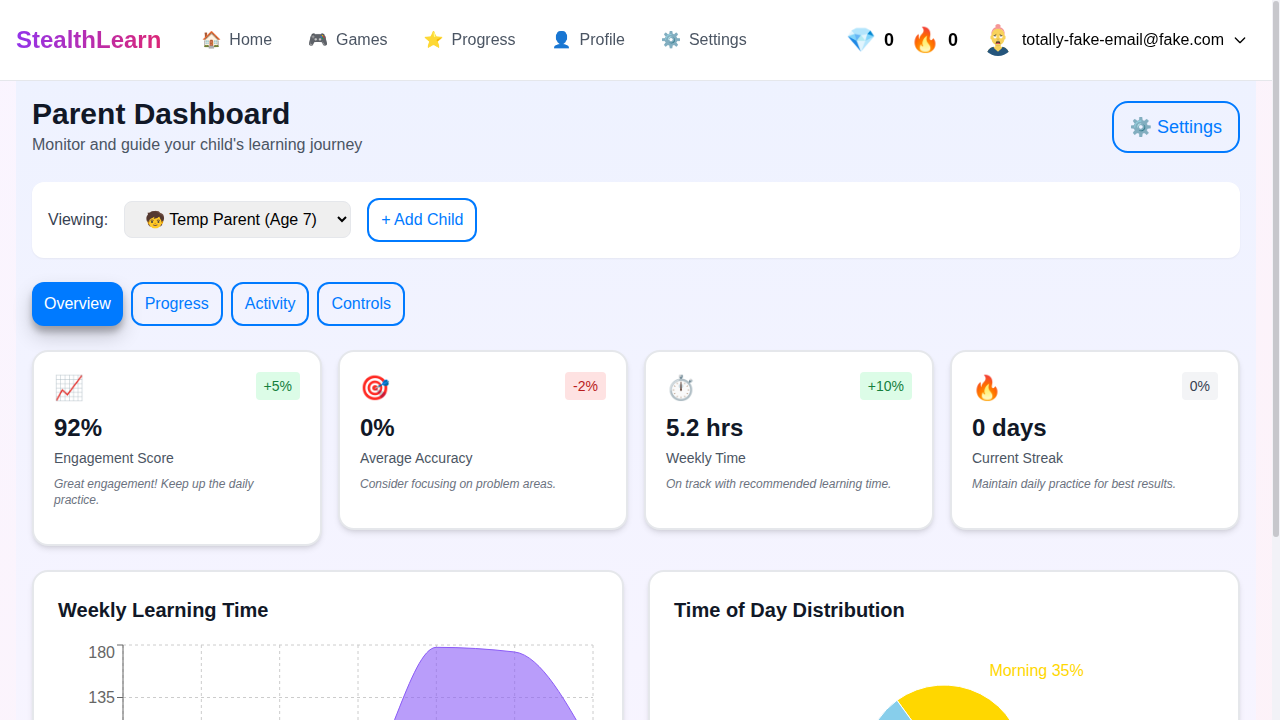 StealthLearn
Home
Games
Progress
Profile
Settings
0
0
totally-fake-email@fake.com
Parent Dashboard
Monitor and guide your child's learning journey
Settings
Viewing:
Temp Parent (Age 7)
+ Add Child
Overview
Progress
Activity
Controls
+5%
92%
Engagement Score
Great engagement! Keep up the daily
practice.
-2%
0%
Average Accuracy
Consider focusing on problem areas.
+10%
5.2 hrs
Weekly Time
On track with recommended learning time.
0%
0 days
Current Streak
Maintain daily practice for best results.
Weekly Learning Time
180
135
Time of Day Distribution
Morning 35%